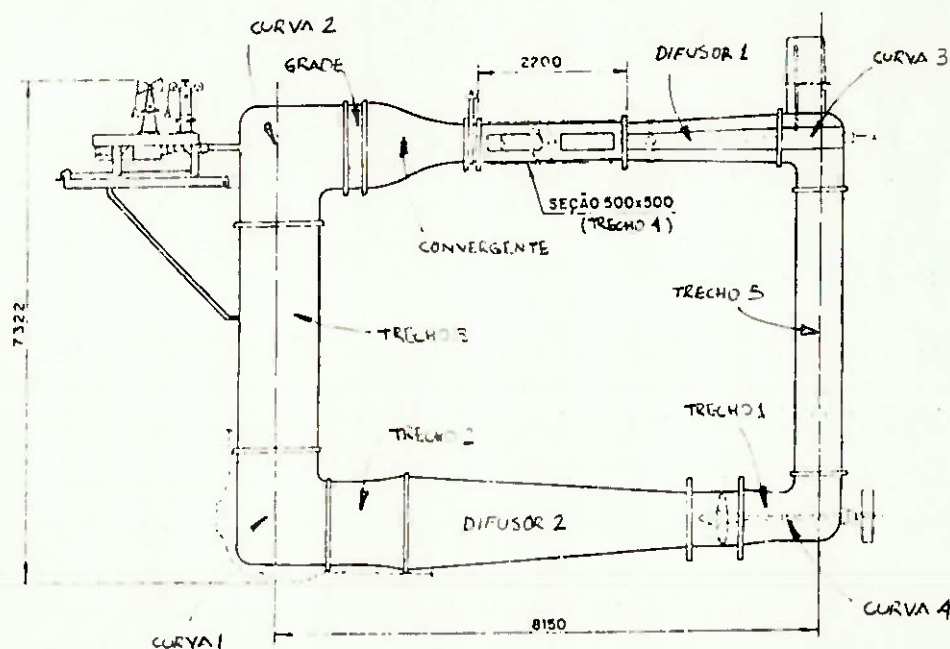 CURVA 2
GRADE
2200
DIFUSOR 1
CURVA 3
SEÇÃO 500x500
(TRECHO 4)
CONVERGENTE
7322
TRECHO 5
TRECHO 3
TRECHO 1
TRECHO 2
DIFUSOR 2
8150
CURVA 4
CURVA 1